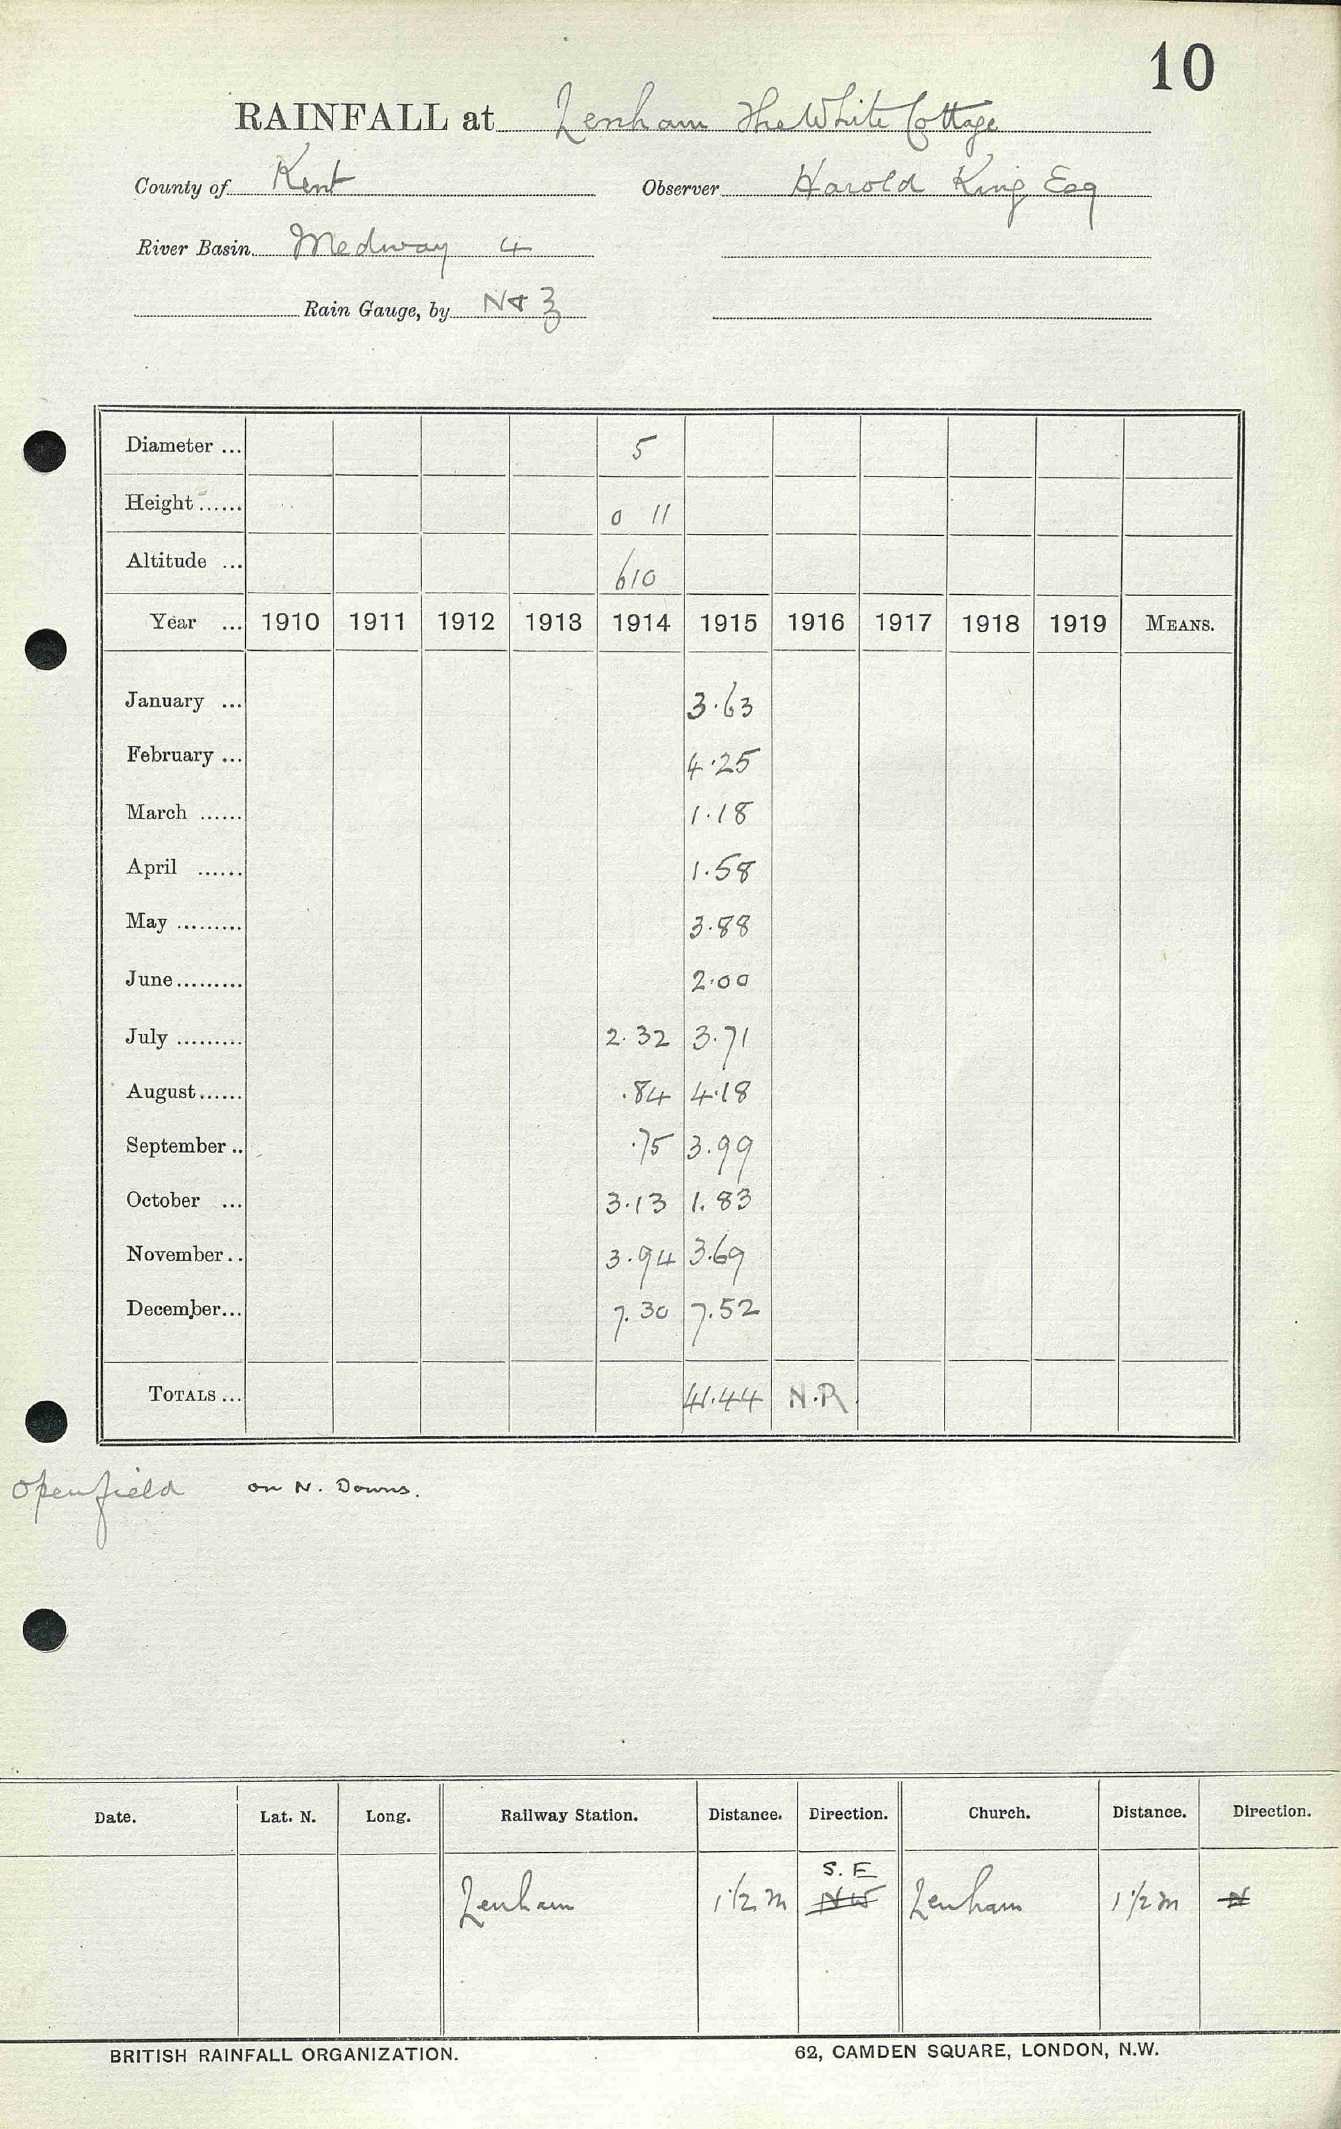 10
RAINFALL at Lenham The White Cottage
County of Kent Observer Harold King Esq
River Basin Medway 4
Rain Gauge, by N & Z
Diameter ... 5
Height ...... 0 11
Altitude ... 610
Year ... 1910 1911 1912 1913 1914 1915 1916 1917 1918 1919 MEANS.
January ... 3.63
February ... 4.25
March ...... 1.18
April ...... 1.58
May ......... 3.88
June ......... 2.00
July ......... 2.32 3.71
August ...... .84 4.18
September .. .75 3.99
October ... 3.13 1.83
November .. 3.94 3.69
December ... 7.30 7.52
TOTALS ... 41.44 N.R.
Open field on N. Downs.
Date. Lat. N. Long. Railway Station. Distance. Direction. Church. Distance. Direction.
S. E
Lenham 1 1/2 m NW Lenham 1 1/2 m N
BRITISH RAINFALL ORGANIZATION. 62, CAMDEN SQUARE, LONDON, N.W.